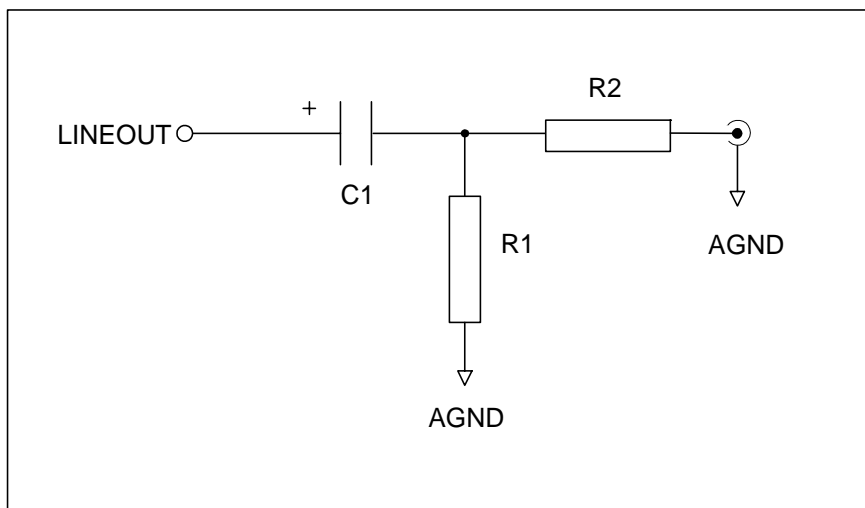 R2
+
LINEOUT
C1
R1
AGND
AGND